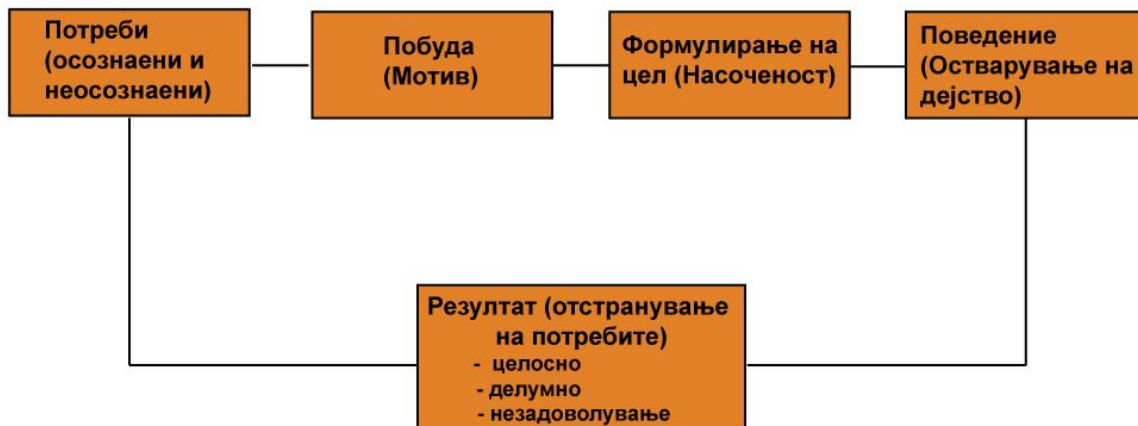 Потреби
(осознаени и
неосознаени)
Побуда
(Мотив)
Формулирање на
цел (Насоченост)
Поведение
(Остварување на
дејство)
Резултат (отстранување
на потребите)
- целосно
- делумно
- незадоволување